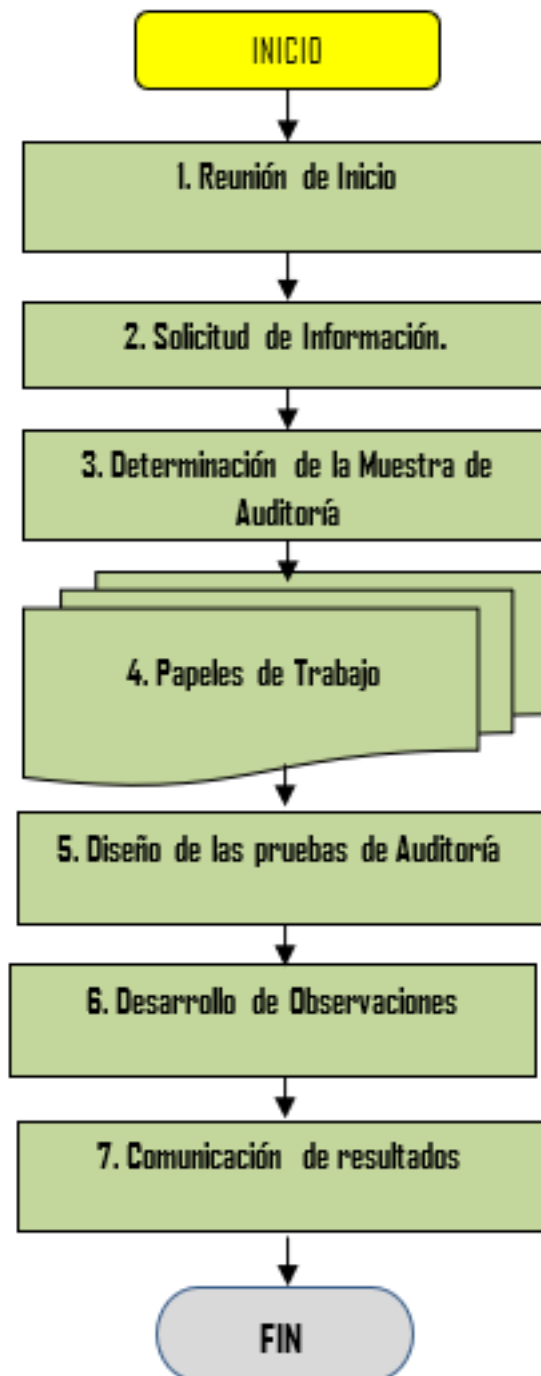 INICIO
1. Reunión de Inicio
2. Solicitud de Información.
3. Determinación de la Muestra de
Auditoría
4. Papeles de Trabajo
5. Diseño de las pruebas de Auditoría
6. Desarrollo de Observaciones
7. Comunicación de resultados
FIN